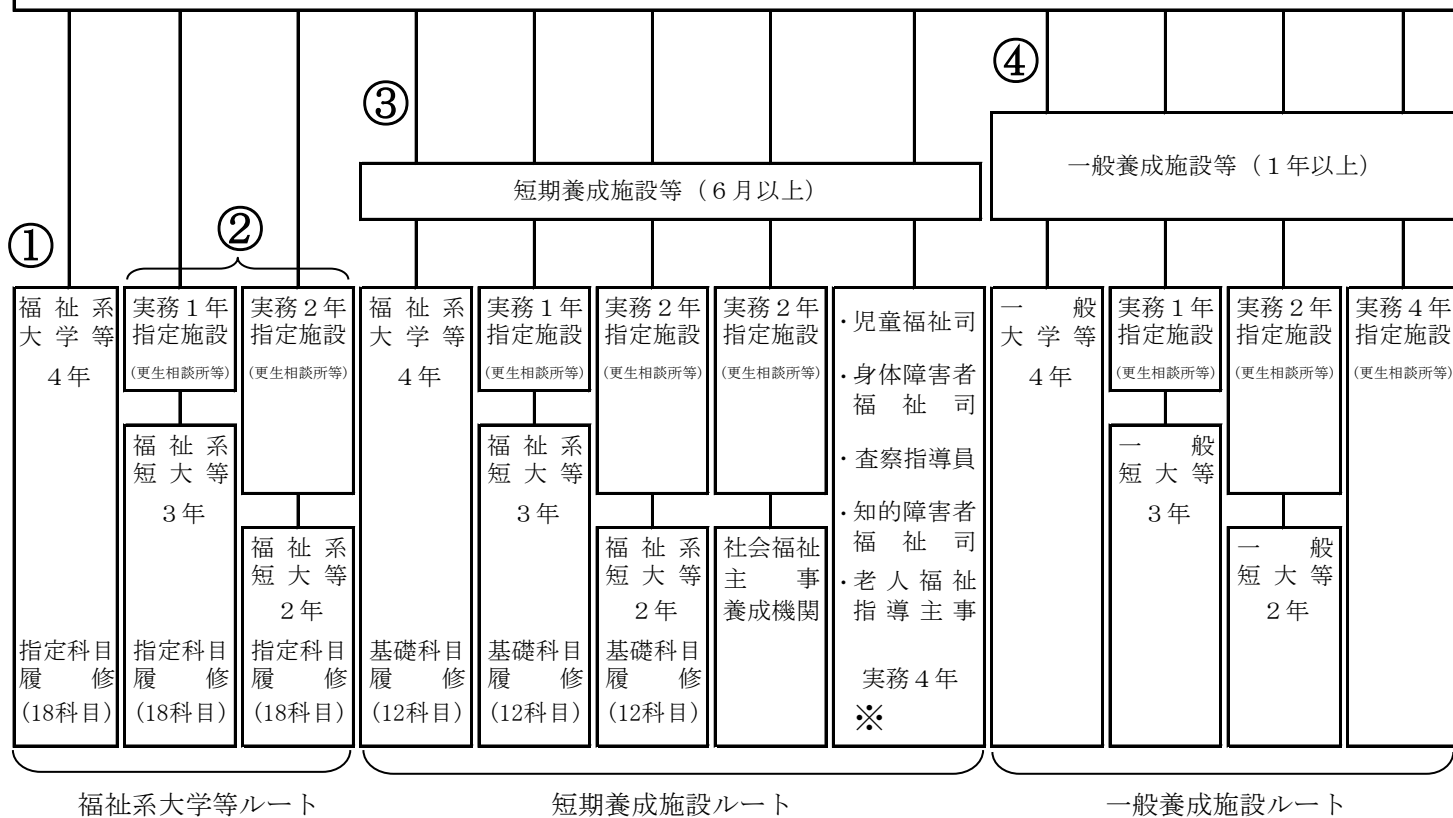 ④
③
一般養成施設等（１年以上）
短期養成施設等（６月以上）
②
①
福祉系
大学等
４年
指定科目
履修
(18科目)
実務１年
指定施設
(更生相談所等)
福祉系
短大等
３年
指定科目
履修
(18科目)
実務２年
指定施設
(更生相談所等)
福祉系
短大等
２年
指定科目
履修
(18科目)
福祉系
大学等
４年
基礎科目
履修
(12科目)
実務１年
指定施設
(更生相談所等)
福祉系
短大等
３年
基礎科目
履修
(12科目)
実務２年
指定施設
(更生相談所等)
福祉系
短大等
２年
基礎科目
履修
(12科目)
実務２年
指定施設
(更生相談所等)
社会福祉
主事
養成機関
・児童福祉司
・身体障害者
福祉司
・査察指導員
・知的障害者
福祉司
・老人福祉
指導主事
実務４年
※
一般
大学等
４年
実務１年
指定施設
(更生相談所等)
一般
短大等
３年
実務２年
指定施設
(更生相談所等)
一般
短大等
２年
実務４年
指定施設
(更生相談所等)
福祉系大学等ルート
短期養成施設ルート
一般養成施設ルート